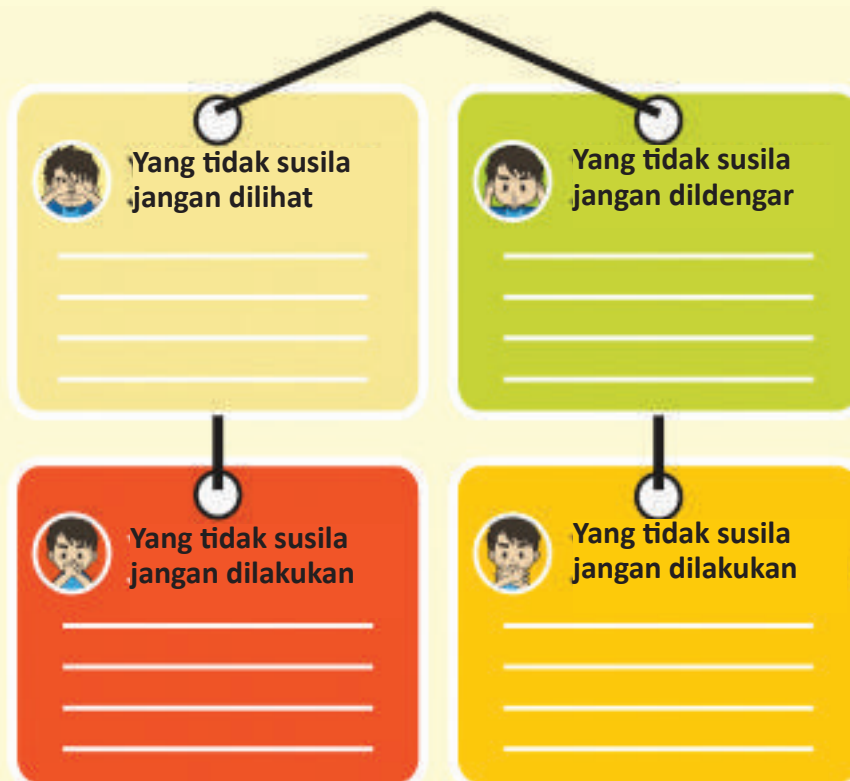 Yang tidak susila
jangan dilihat
Yang tidak susila
jangan dildengar
Yang tidak susila
jangan dilakukan
Yang tidak susila
jangan dilakukan